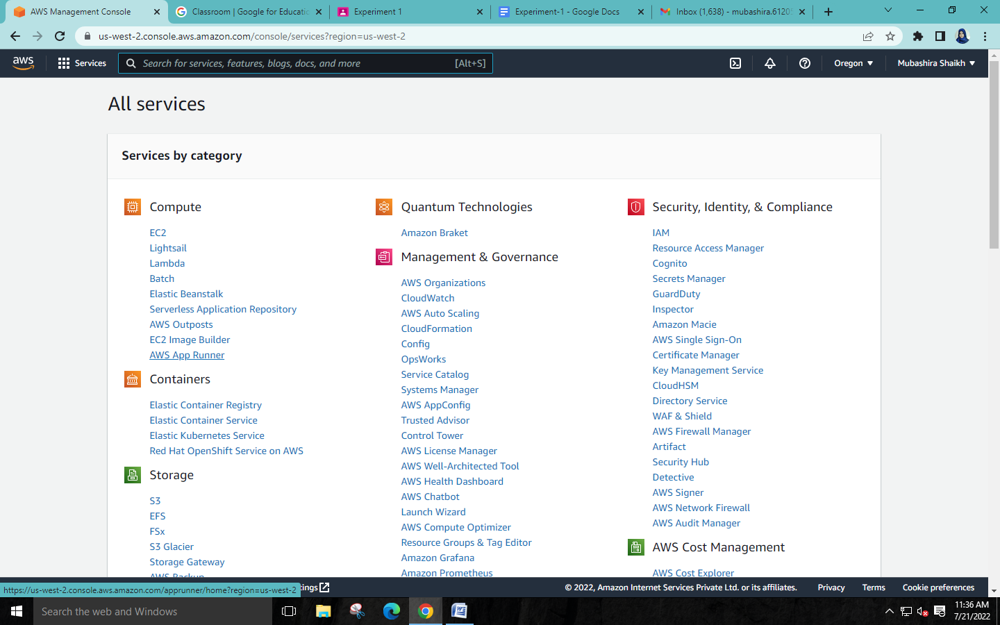 AWS Management Console
Classroom | Google for Educatio
Experiment 1
Experiment-1 - Google Docs
Inbox (1,638) - mubashira.6120
us-west-2.console.aws.amazon.com/console/services?region=us-west-2
aws
Services
Search for services, features, blogs, docs, and more
[Alt+S]
Oregon
Mubashira Shaikh
All services
Services by category
Compute
EC2
Lightsail
Lambda
Batch
Elastic Beanstalk
Serverless Application Repository
AWS Outposts
EC2 Image Builder
AWS App Runner
Containers
Elastic Container Registry
Elastic Container Service
Elastic Kubernetes Service
Red Hat OpenShift Service on AWS
Storage
S3
EFS
FSx
S3 Glacier
Storage Gateway
AWS Backup
Quantum Technologies
Amazon Braket
Management & Governance
AWS Organizations
CloudWatch
AWS Auto Scaling
CloudFormation
Config
OpsWorks
Service Catalog
Systems Manager
AWS AppConfig
Trusted Advisor
Control Tower
AWS License Manager
AWS Well-Architected Tool
AWS Health Dashboard
AWS Chatbot
Launch Wizard
AWS Compute Optimizer
Resource Groups & Tag Editor
Amazon Grafana
Amazon Prometheus
Security, Identity, & Compliance
IAM
Resource Access Manager
Cognito
Secrets Manager
GuardDuty
Inspector
Amazon Macie
AWS Single Sign-On
Certificate Manager
Key Management Service
CloudHSM
Directory Service
WAF & Shield
AWS Firewall Manager
Artifact
Security Hub
Detective
AWS Signer
AWS Network Firewall
AWS Audit Manager
AWS Cost Management
AWS Cost Explorer
https://us-west-2.console.aws.amazon.com/apprunner/home?region=us-west-2
tings
© 2022, Amazon Internet Services Private Ltd. or its affiliates.
Privacy
Terms
Cookie preferences
Search the web and Windows
11:36 AM
7/21/2022